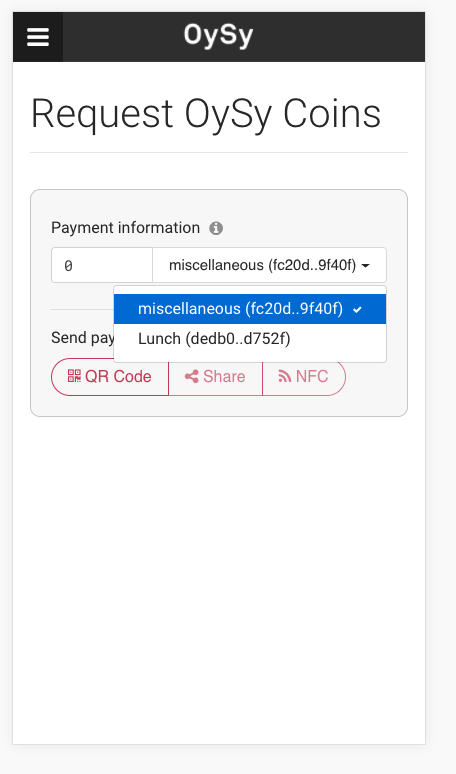 OySy
Request OySy Coins
Payment information
0
miscellaneous (fc20d..9f40f)
miscellaneous (fc20d..9f40f)
Lunch (dedb0..d752f)
Send pay
QR Code
Share
NFC